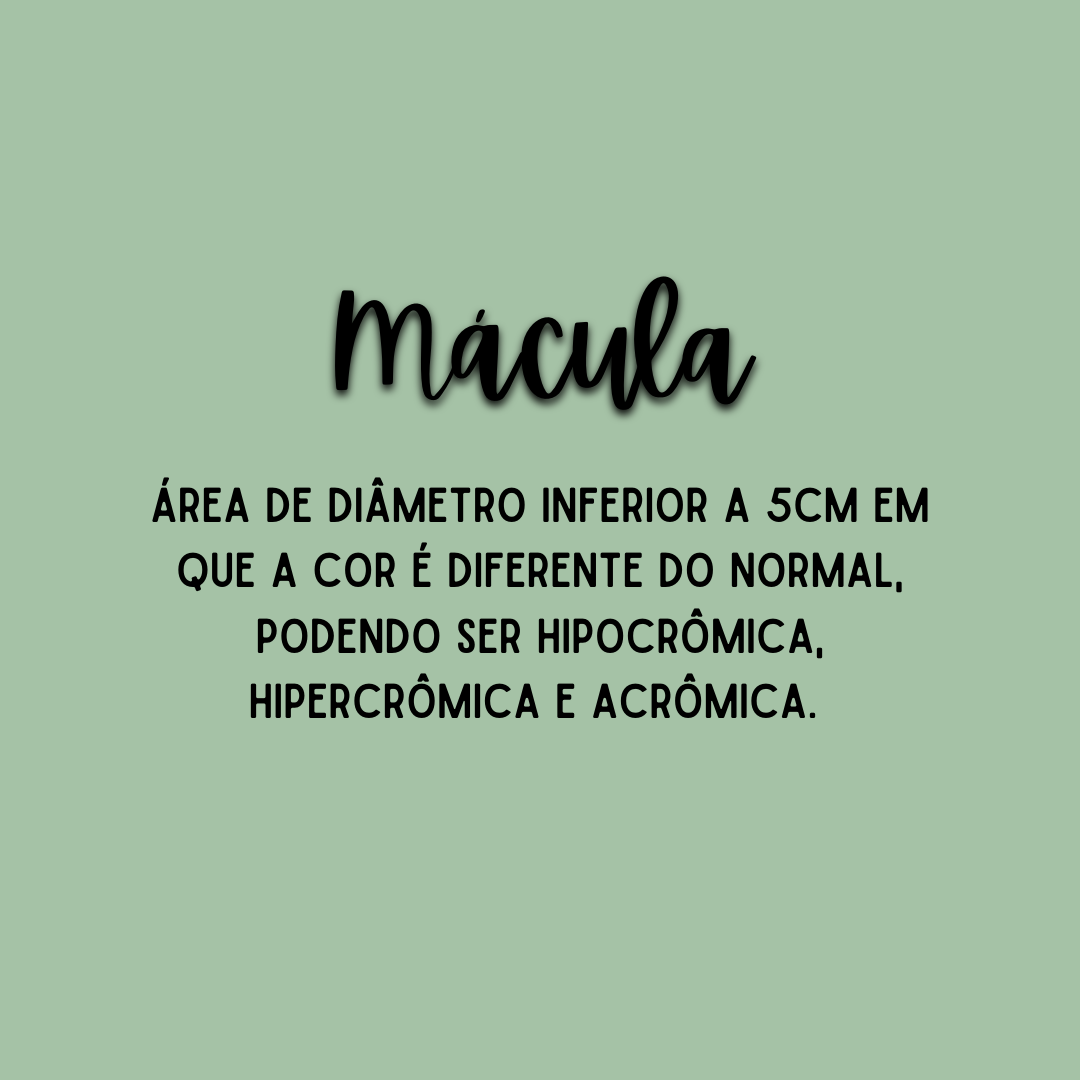 Mácula
ÁREA DE DIÂMETRO INFERIOR A 5CM EM
QUE A COR É DIFERENTE DO NORMAL,
PODENDO SER HIPOCRÔMICA,
HIPERCRÔMICA E ACRÔMICA.